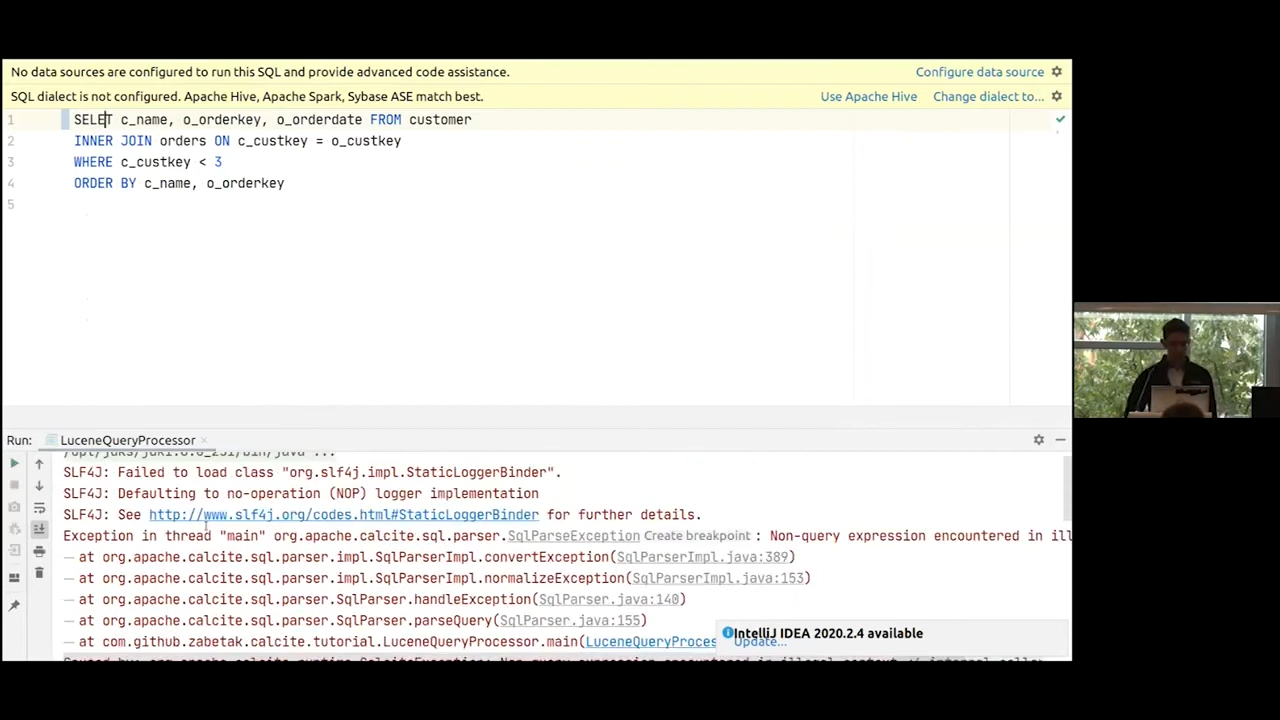 No data sources are configured to run this SQL and provide advanced code assistance. Configure data source
SQL dialect is not configured. Apache Hive, Apache Spark, Sybase ASE match best. Use Apache Hive Change dialect to...
1 SELET c_name, o_orderkey, o_orderdate FROM customer
2 INNER JOIN orders ON c_custkey = o_custkey
3 WHERE c_custkey < 3
4 ORDER BY c_name, o_orderkey
5
Run: LuceneQueryProcessor
SLF4J: Failed to load class "org.slf4j.impl.StaticLoggerBinder".
SLF4J: Defaulting to no-operation (NOP) logger implementation
SLF4J: See http://www.slf4j.org/codes.html#StaticLoggerBinder for further details.
Exception in thread "main" org.apache.calcite.sql.parser.SqlParseException Create breakpoint : Non-query expression encountered in ill
at org.apache.calcite.sql.parser.impl.SqlParserImpl.convertException(SqlParserImpl.java:389)
at org.apache.calcite.sql.parser.impl.SqlParserImpl.normalizeException(SqlParserImpl.java:153)
at org.apache.calcite.sql.parser.SqlParser.handleException(SqlParser.java:140)
at org.apache.calcite.sql.parser.SqlParser.parseQuery(SqlParser.java:155)
at com.github.zabetak.calcite.tutorial.LuceneQueryProcessor.main(LuceneQueryProces
IntelliJ IDEA 2020.2.4 available
Update...